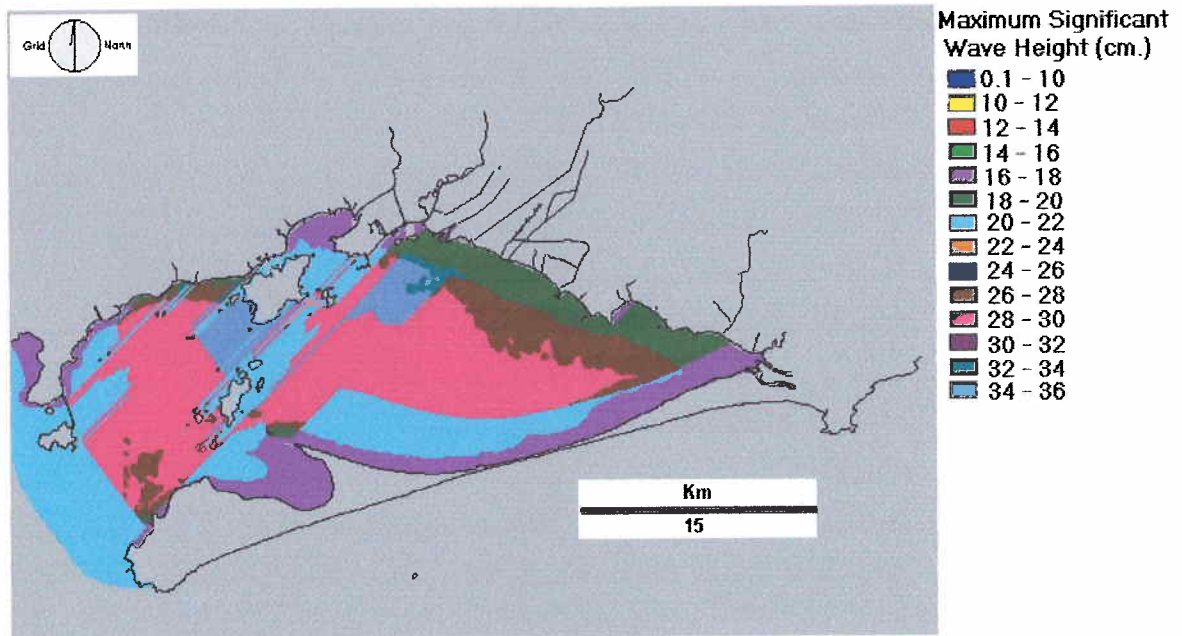 Grid North
Maximum Significant
Wave Height (cm.)
0.1 - 10
10 - 12
12 - 14
14 - 16
16 - 18
18 - 20
20 - 22
22 - 24
24 - 26
26 - 28
28 - 30
30 - 32
32 - 34
34 - 36
Km
15